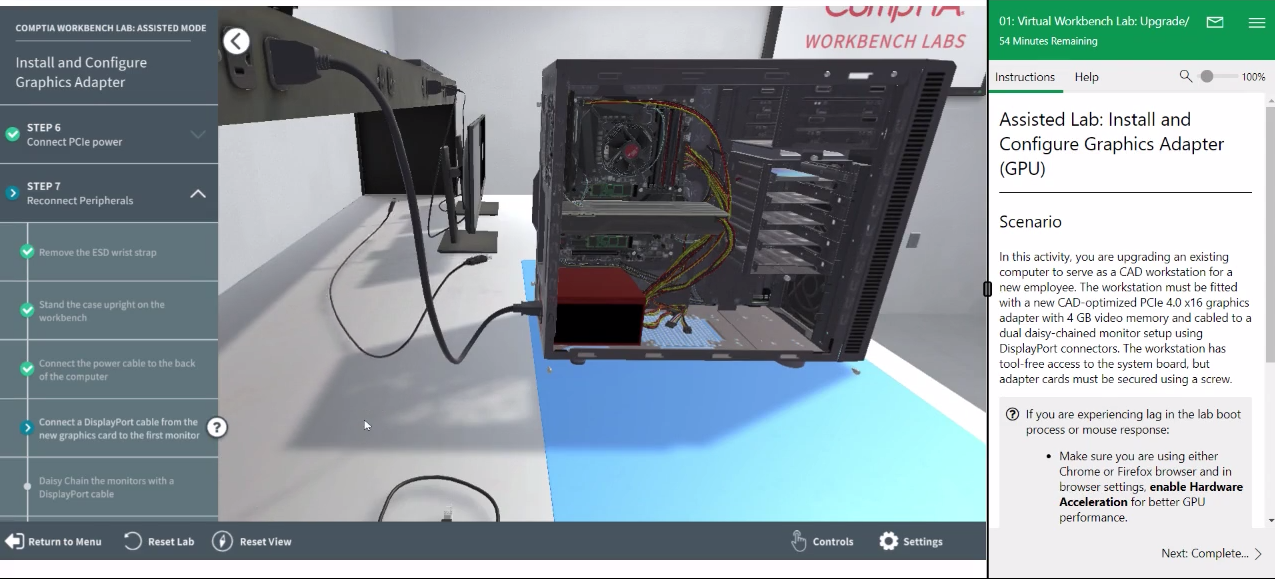 COMPTIA WORKBENCH LAB: ASSISTED MODE
Install and Configure
Graphics Adapter
STEP 6
Connect PCIe power
STEP 7
Reconnect Peripherals
Remove the ESD wrist strap
Stand the case upright on the
workbench
Connect the power cable to the back
of the computer
Connect a DisplayPort cable from the
new graphics card to the first monitor
?
Daisy Chain the monitors with a
DisplayPort cable
CompTIA.
WORKBENCH LABS
Return to Menu
Reset Lab
Reset View
Controls
Settings
01: Virtual Workbench Lab: Upgrade/
54 Minutes Remaining
Instructions
Help
100%
Assisted Lab: Install and
Configure Graphics Adapter
(GPU)
Scenario
In this activity, you are upgrading an existing
computer to serve as a CAD workstation for a
new employee. The workstation must be fitted
with a new CAD-optimized PCIe 4.0 x16 graphics
adapter with 4 GB video memory and cabled to a
dual daisy-chained monitor setup using
DisplayPort connectors. The workstation has
tool-free access to the system board, but
adapter cards must be secured using a screw.
? If you are experiencing lag in the lab boot
process or mouse response:
• Make sure you are using either
Chrome or Firefox browser and in
browser settings, enable Hardware
Acceleration for better GPU
performance.
Next: Complete...